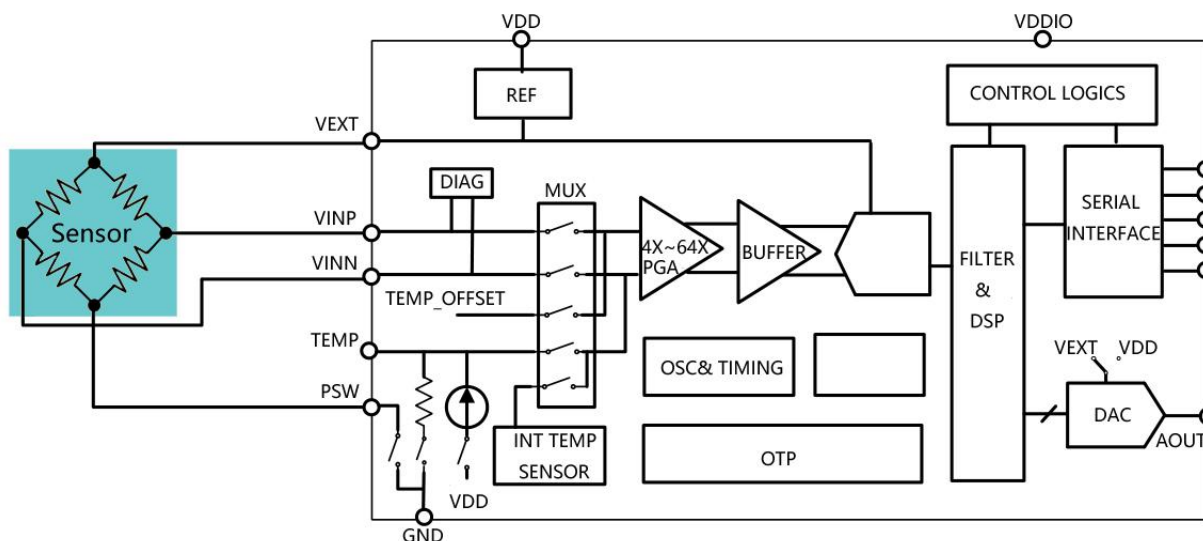 VDD
VDDIO
REF
CONTROL LOGICS
VEXT
DIAG
MUX
VINP
Sensor
4X~64X
PGA
BUFFER
SERIAL
INTERFACE
VINN
FILTER
&
DSP
TEMP_OFFSET
TEMP
OSC& TIMING
VEXT
VDD
PSW
DAC
INT TEMP
SENSOR
OTP
AOUT
VDD
GND